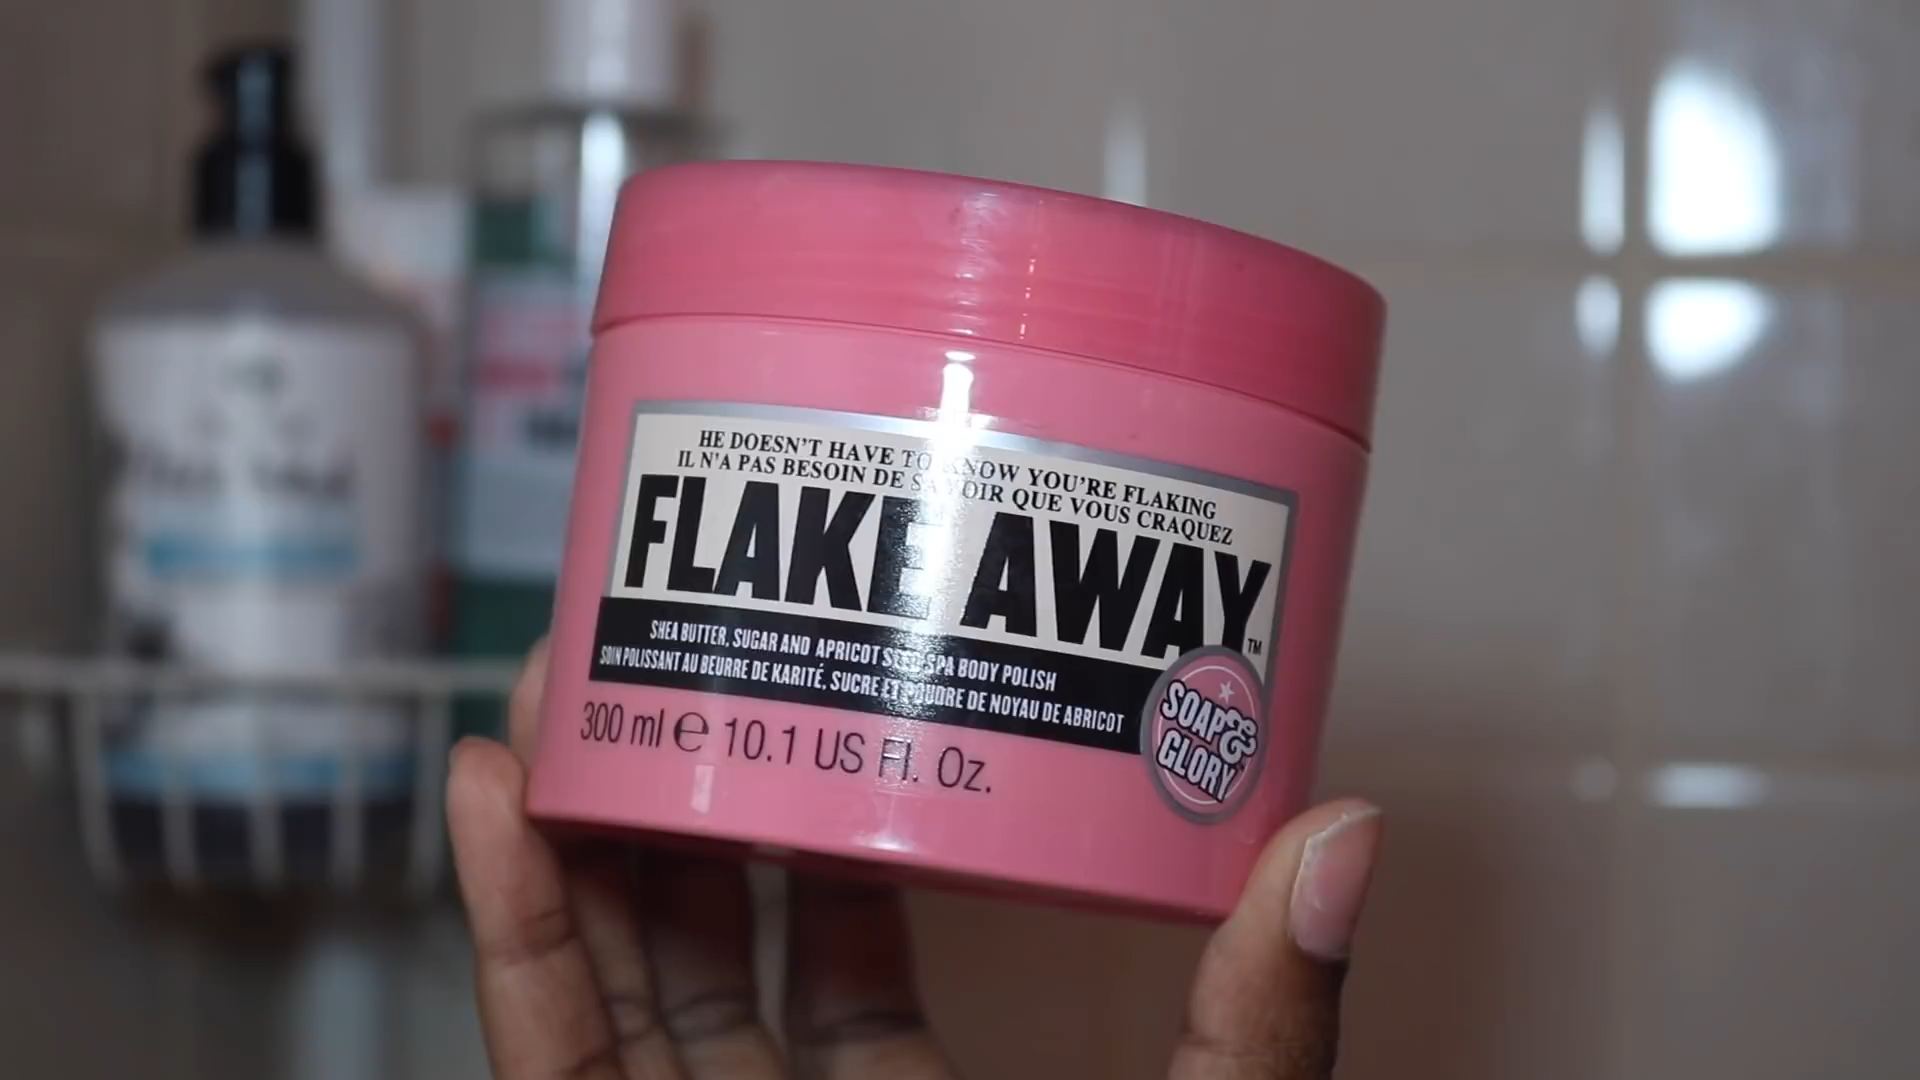 HE DOESN'T HAVE TO KNOW YOU'RE FLAKING
IL N'A PAS BESOIN DE SAVOIR QUE VOUS CRAQUEZ
FLAKE AWAY™
SHEA BUTTER, SUGAR AND APRICOT SEED SPA BODY POLISH
SOIN POLISSANT AU BEURRE DE KARITÉ, SUCRE ET POUDRE DE NOYAU DE ABRICOT
SOAP &
GLORY
300 ml ℮ 10.1 US Fl. Oz.